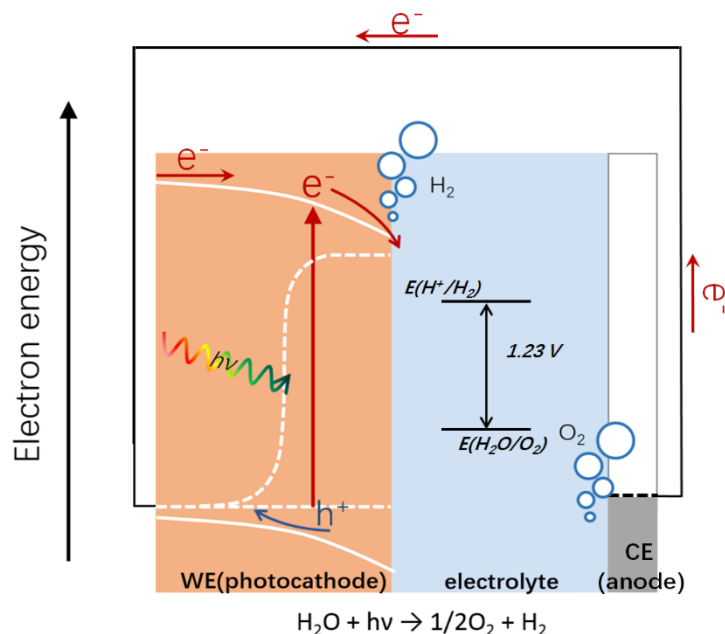 e⁻
Electron energy
e⁻
e⁻
H₂
E(H⁺/H₂)
hν
1.23 V
e⁻
E(H₂O/O₂)
O₂
h⁺
WE(photocathode)
electrolyte
CE
(anode)
H₂O + hν → 1/2O₂ + H₂